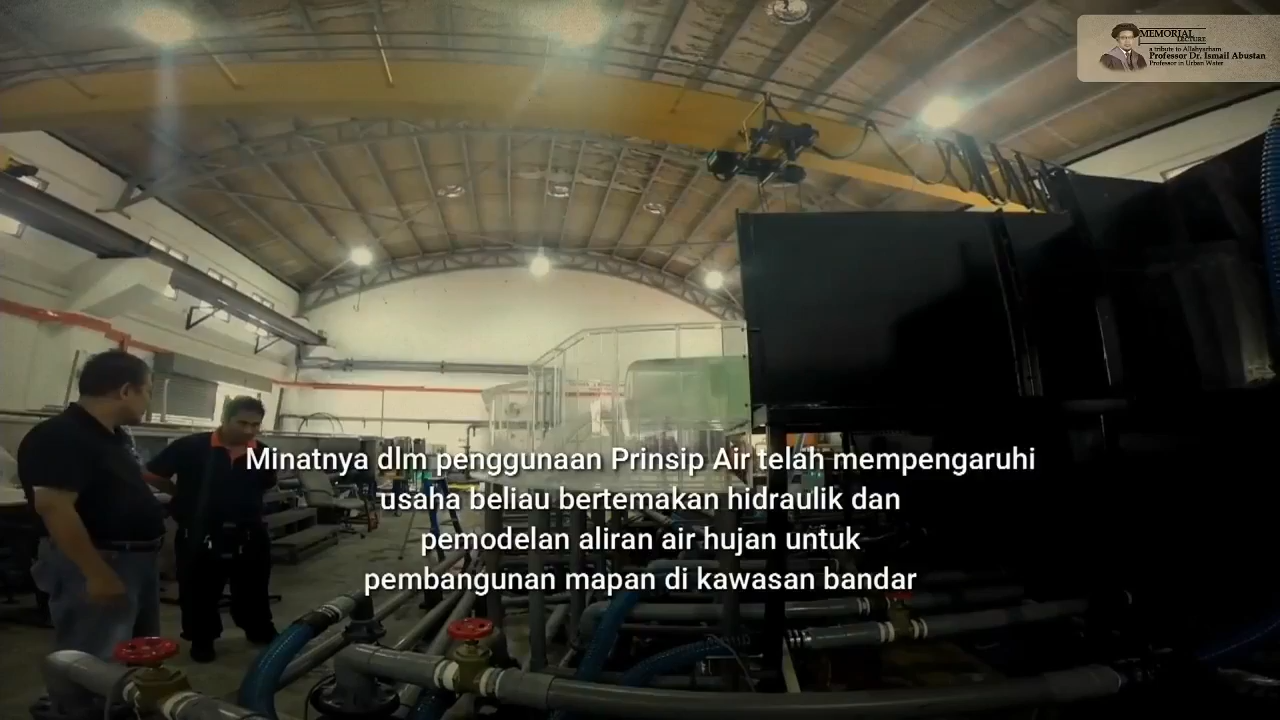 MEMORIAL
LECTURE
a tribute to Allahyarham
Professor Dr. Ismail Abustan
Professor in Urban Water
Minatnya dlm penggunaan Prinsip Air telah mempengaruhi
usaha beliau bertemakan hidraulik dan
pemodelan aliran air hujan untuk
pembangunan mapan di kawasan bandar